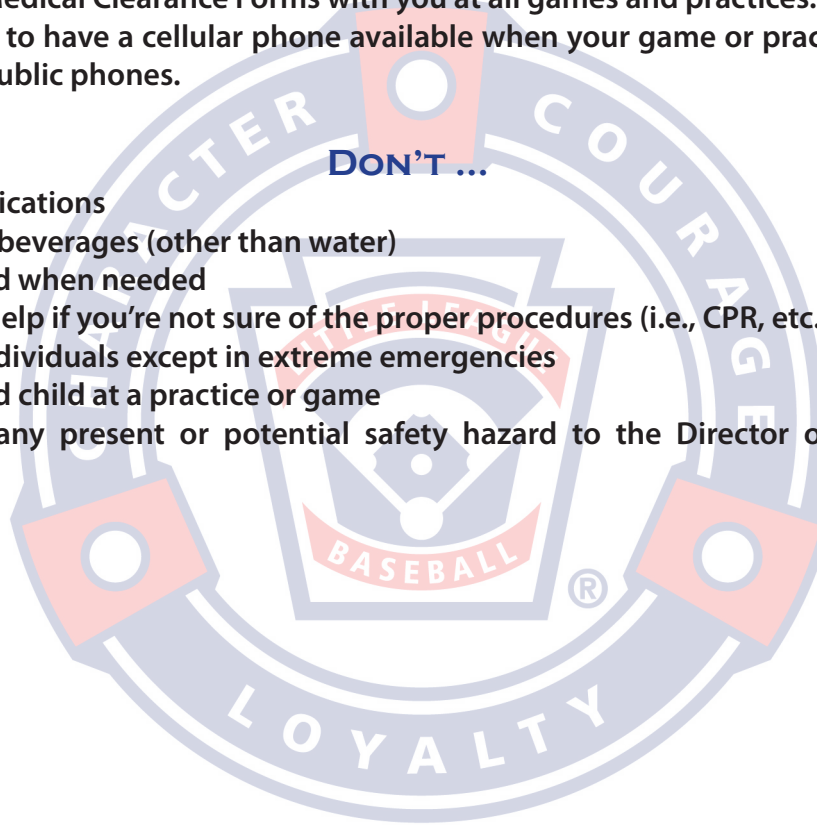 Medical Clearance Forms with you at all games and practices.
to have a cellular phone available when your game or prac
ublic phones.
DON'T ...
ications
beverages (other than water)
d when needed
elp if you're not sure of the proper procedures (i.e., CPR, etc.
dividuals except in extreme emergencies
d child at a practice or game
any present or potential safety hazard to the Director o
CHARACTER
COURAGE
LITTLE LEAGUE
BASEBALL
®
LOYALTY